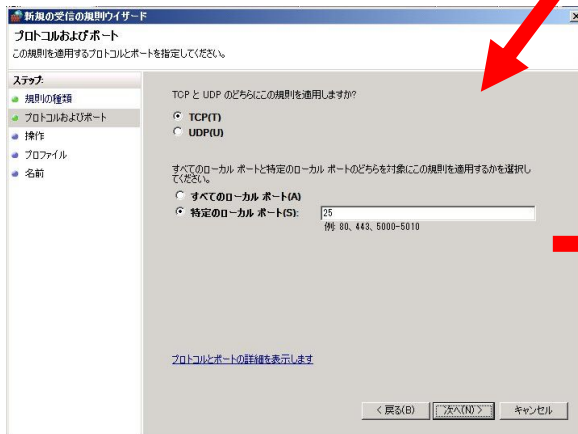 新規の受信の規則ウィザード
プロトコルおよびポート
この規則を適用するプロトコルとポートを指定してください。
ステップ:
規則の種類
プロトコルおよびポート
操作
プロファイル
名前
TCP と UDP のどちらにこの規則を適用しますか?
TCP(T)
UDP(U)
すべてのローカル ポートと特定のローカル ポートのどちらを対象にこの規則を適用するかを選択し
てください。
すべてのローカル ポート(A)
特定のローカル ポート(S): 25
例: 80、443、5000-5010
プロトコルとポートの詳細を表示します
< 戻る(B) 次へ(N) > キャンセル